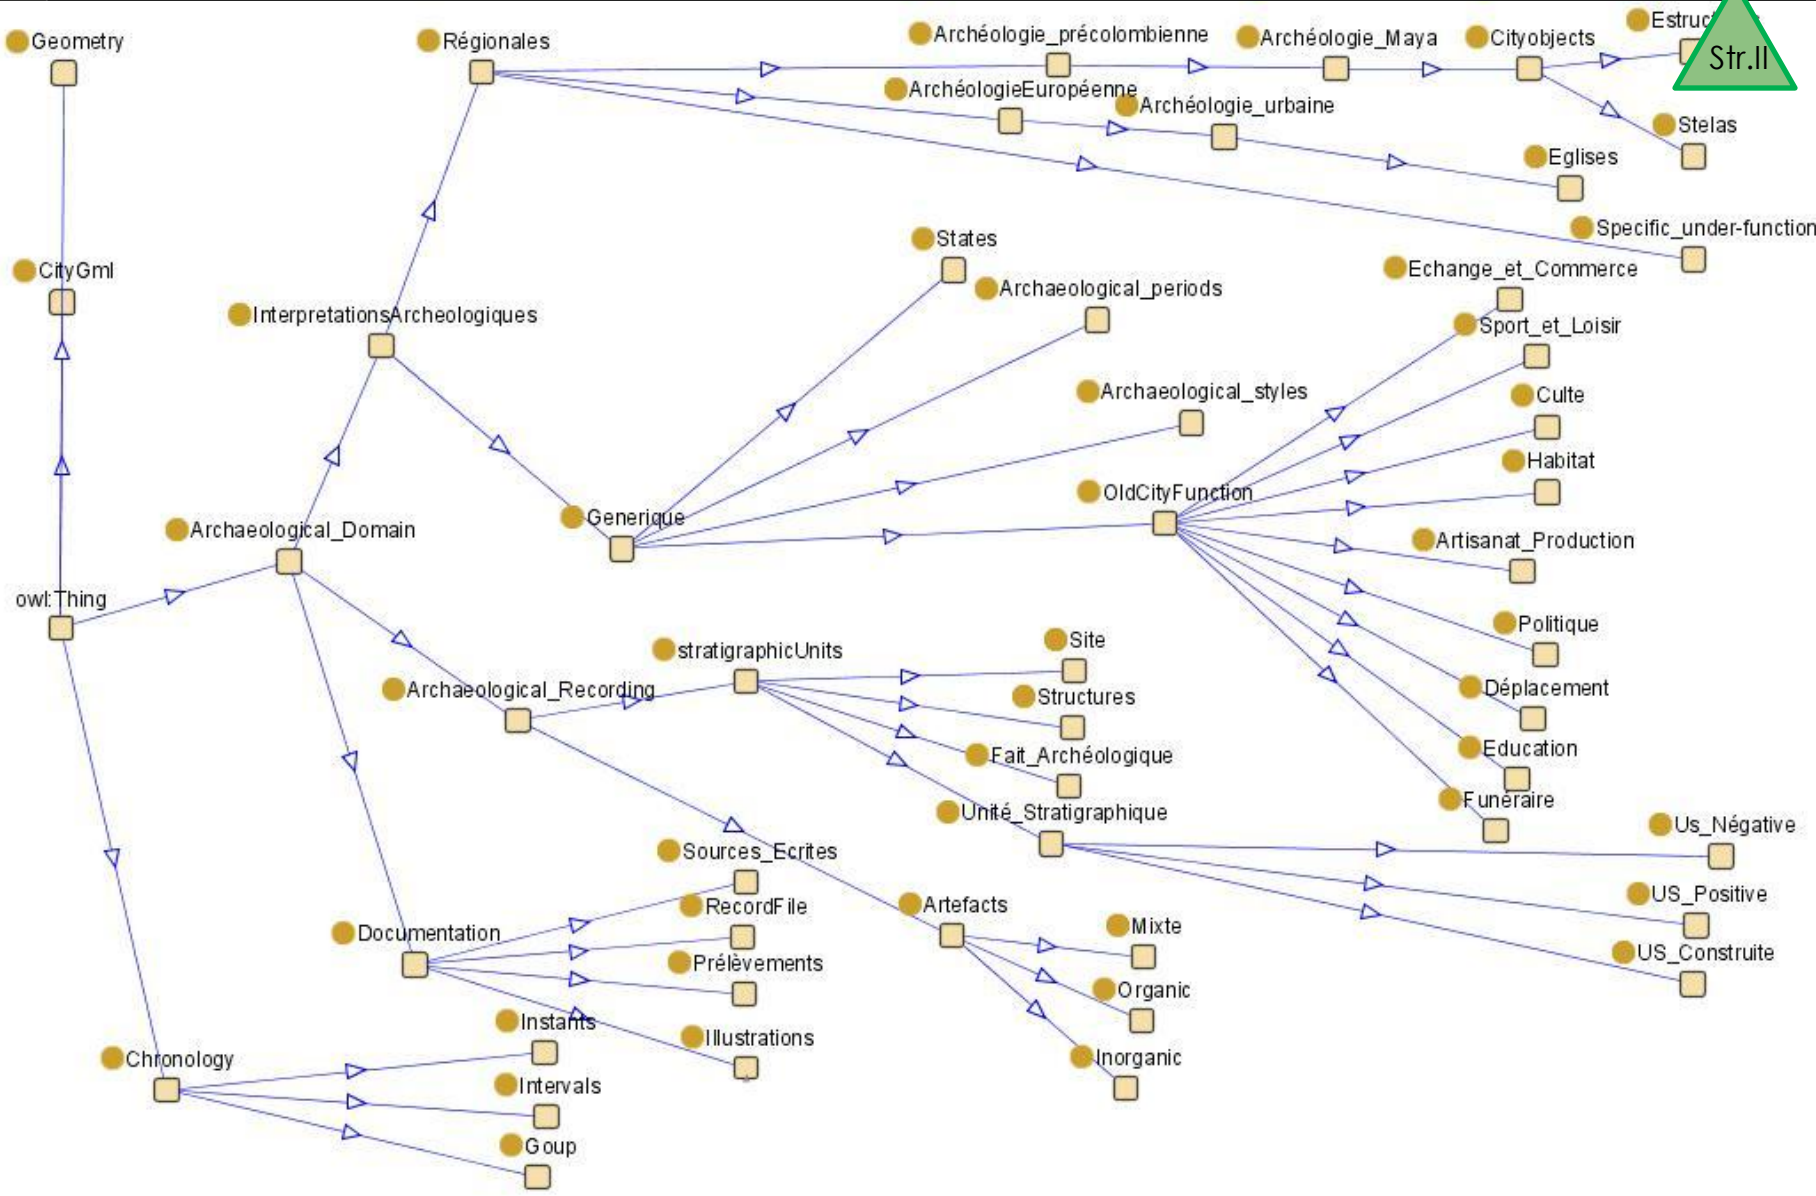 Geometry
Régionales
Archéologie_précolombienne
Archéologie_Maya
Cityobjects
Str.II
ArchéologieEuropéenne
Archéologie_urbaine
Stelas
Eglises
Specific_under-function
CityGml
States
Echange_et_Commerce
Archaeological_periods
InterpretationsArcheologiques
Sport_et_Loisir
Archaeological_styles
Culte
Habitat
OldCityFunction
Generique
Archaeological_Domain
Artisanat_Production
owl:Thing
Politique
Site
stratigraphicUnits
Archaeological_Recording
Déplacement
Structures
Education
Fait_Archéologique
Funéraire
Unité_Stratigraphique
Us_Négative
Sources_Ecrites
US_Positive
RecordFile
Artefacts
Mixte
Documentation
US_Construite
Prélèvements
Organic
Instants
Illustrations
Chronology
Inorganic
Intervals
Goup